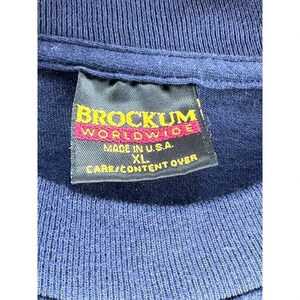 BROCKUM
WORLDWIDE
MADE IN U.S.A.
XL
CARE/CONTENT OVER